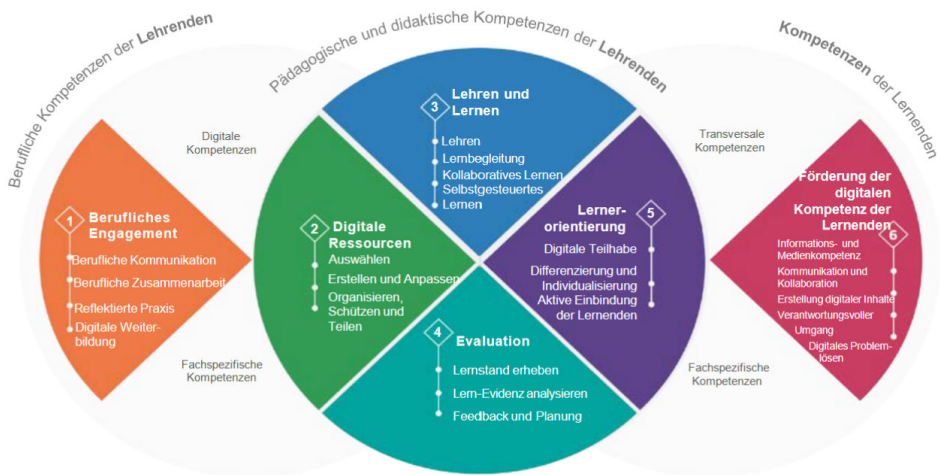 Berufliche Kompetenzen der Lehrenden
Pädagogische und didaktische Kompetenzen der Lehrenden
Kompetenzen der Lernenden
Digitale
Kompetenzen
Fachspezifische
Kompetenzen
1
Berufliches
Engagement
Berufliche Kommunikation
Berufliche Zusammenarbeit
Reflektierte Praxis
Digitale Weiter-
bildung
2
Digitale
Ressourcen
Auswählen
Erstellen und Anpassen
Organisieren,
Schützen und
Teilen
3
Lehren und
Lernen
Lehren
Lernbegleitung
Kollaboratives Lernen
Selbstgesteuertes
Lernen
4
Evaluation
Lernstand erheben
Lern-Evidenz analysieren
Feedback und Planung
5
Lerner-
orientierung
Digitale Teilhabe
Differenzierung und
Individualisierung
Aktive Einbindung
der Lernenden
Transversale
Kompetenzen
Fachspezifische
Kompetenzen
Förderung der
digitalen
Kompetenz der
Lernenden
6
Informations- und
Medienkompetenz
Kommunikation und
Kollaboration
Erstellung digitaler Inhalte
Verantwortungsvoller
Umgang
Digitales Problem-
lösen